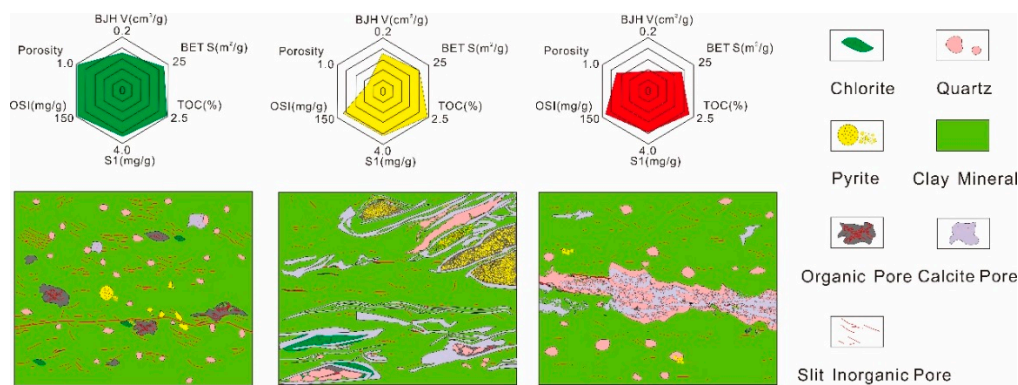 BJH V(cm³/g)
0.2
Porosity
BET S(m²/g)
1.0
25
0
OSI(mg/g)
TOC(%)
150
2.5
4.0
S1(mg/g)
BJH V(cm³/g)
0.2
Porosity
BET S(m²/g)
1.0
25
0
OSI(mg/g)
TOC(%)
150
2.5
4.0
S1(mg/g)
BJH V(cm³/g)
0.2
Porosity
BET S(m²/g)
1.0
25
0
OSI(mg/g)
TOC(%)
150
2.5
4.0
S1(mg/g)
Chlorite
Quartz
Pyrite
Clay Mineral
Organic Pore
Calcite Pore
Slit Inorganic Pore